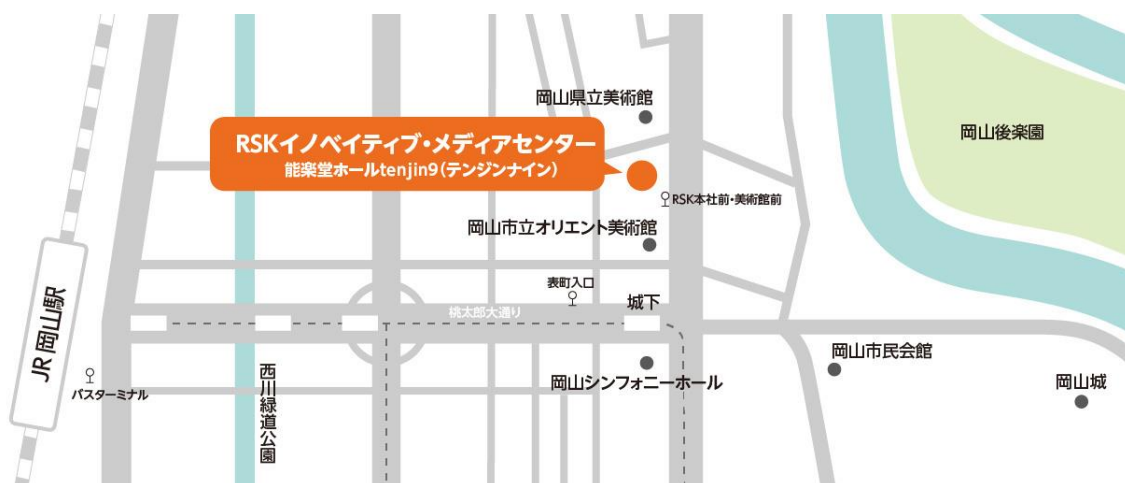 岡山県立美術館
岡山後楽園
RSKイノベイティブ・メディアセンター
能楽堂ホールtenjin9(テンジンナイン)
RSK本社前・美術館前
岡山市立オリエント美術館
表町入口
城下
桃太郎大通り
JR 岡山駅
バスターミナル
西川緑道公園
岡山シンフォニーホール
岡山市民会館
岡山城